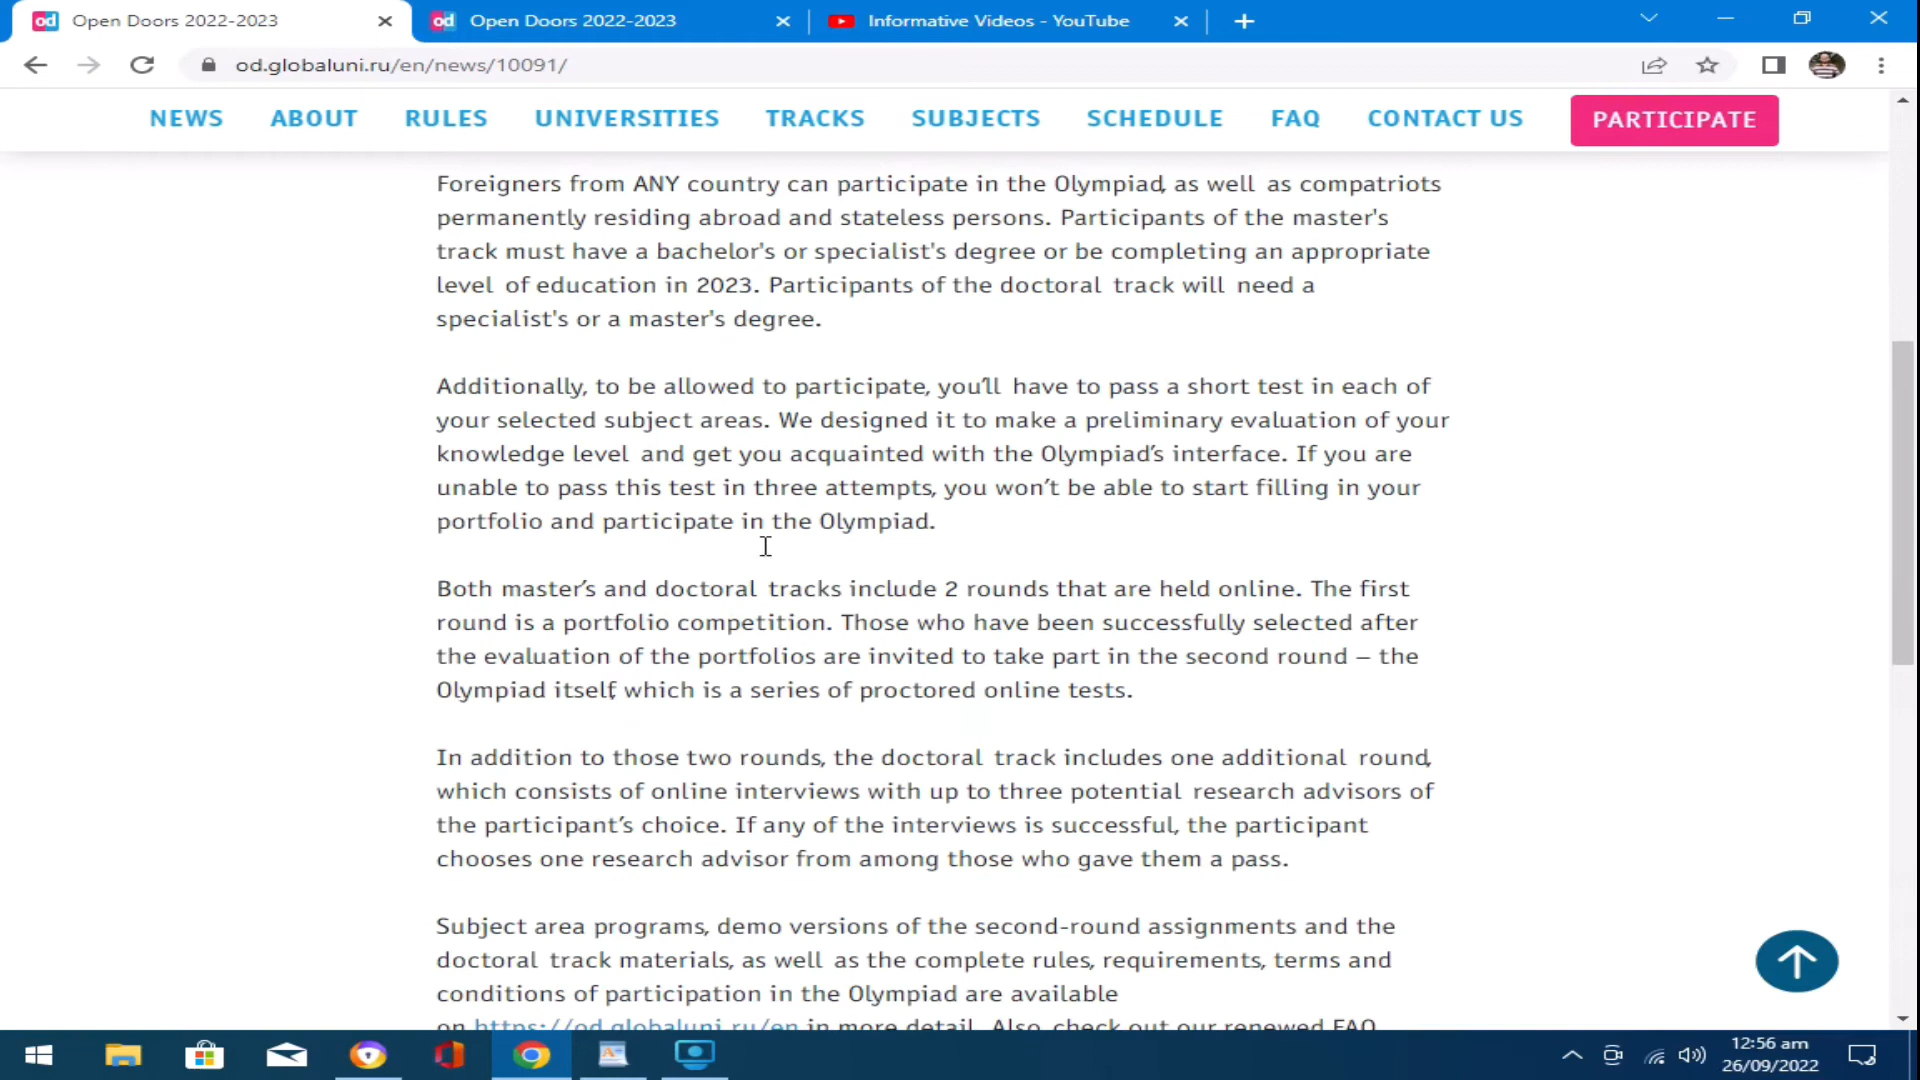 od Open Doors 2022-2023
od Open Doors 2022-2023
Informative Videos - YouTube
od.globaluni.ru/en/news/10091/
NEWS ABOUT RULES UNIVERSITIES TRACKS SUBJECTS SCHEDULE FAQ CONTACT US PARTICIPATE
Foreigners from ANY country can participate in the Olympiad, as well as compatriots
permanently residing abroad and stateless persons. Participants of the master's
track must have a bachelor's or specialist's degree or be completing an appropriate
level of education in 2023. Participants of the doctoral track will need a
specialist's or a master's degree.
Additionally, to be allowed to participate, you'll have to pass a short test in each of
your selected subject areas. We designed it to make a preliminary evaluation of your
knowledge level and get you acquainted with the Olympiad's interface. If you are
unable to pass this test in three attempts, you won't be able to start filling in your
portfolio and participate in the Olympiad.
Both master's and doctoral tracks include 2 rounds that are held online. The first
round is a portfolio competition. Those who have been successfully selected after
the evaluation of the portfolios are invited to take part in the second round – the
Olympiad itself, which is a series of proctored online tests.
In addition to those two rounds, the doctoral track includes one additional round,
which consists of online interviews with up to three potential research advisors of
the participant's choice. If any of the interviews is successful, the participant
chooses one research advisor from among those who gave them a pass.
Subject area programs, demo versions of the second-round assignments and the
doctoral track materials, as well as the complete rules, requirements, terms and
conditions of participation in the Olympiad are available
on https://od.globaluni.ru/en in more detail. Also, check out our renewed FAQ
12:56 am
26/09/2022